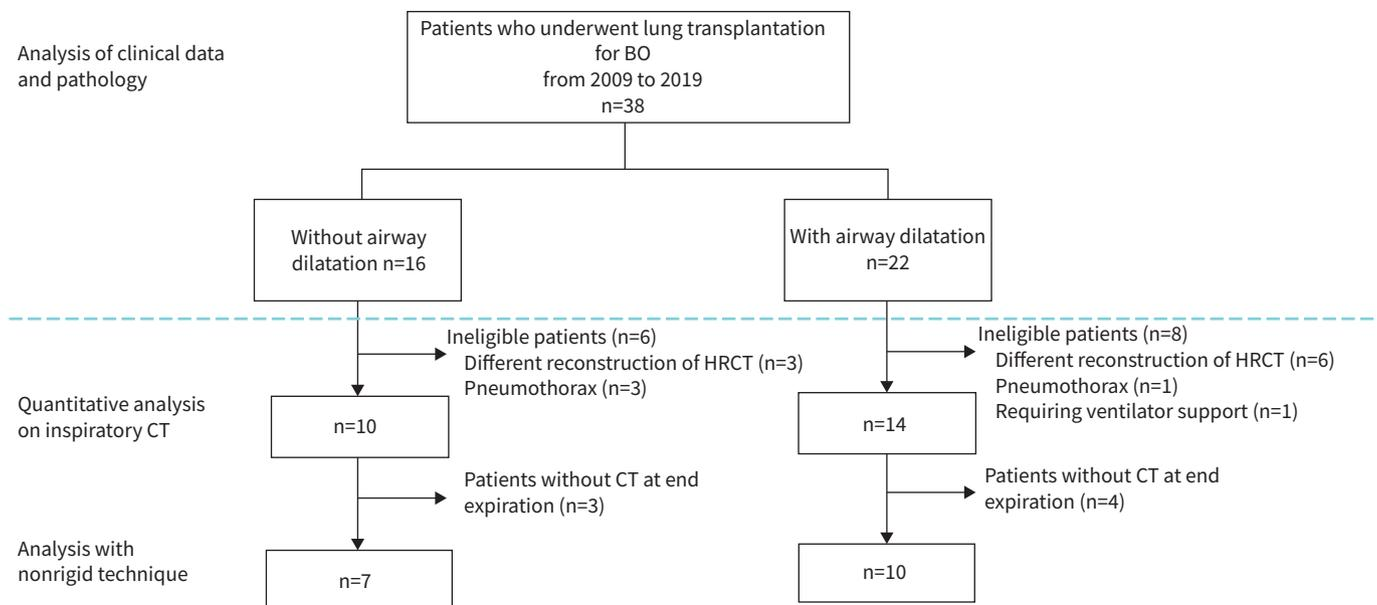 Analysis of clinical data
and pathology
Patients who underwent lung transplantation
for BO
from 2009 to 2019
n=38
Without airway
dilatation n=16
With airway dilatation
n=22
Ineligible patients (n=6)
Different reconstruction of HRCT (n=3)
Pneumothorax (n=3)
Ineligible patients (n=8)
Different reconstruction of HRCT (n=6)
Pneumothorax (n=1)
Requiring ventilator support (n=1)
Quantitative analysis
on inspiratory CT
n=10
n=14
Patients without CT at end
expiration (n=3)
Patients without CT at end
expiration (n=4)
Analysis with
nonrigid technique
n=7
n=10